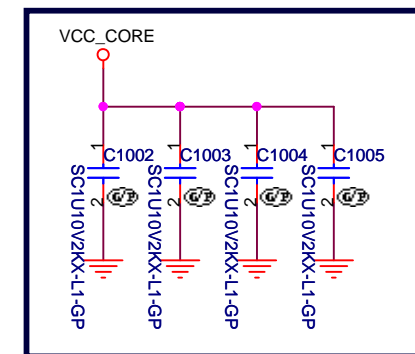 VCC_CORE
1
C1002
SC1U10V2KX-L1-GP
2
G/P
1
C1003
SC1U10V2KX-L1-GP
2
G/P
1
C1004
SC1U10V2KX-L1-GP
2
G/P
1
C1005
SC1U10V2KX-L1-GP
2
G/P